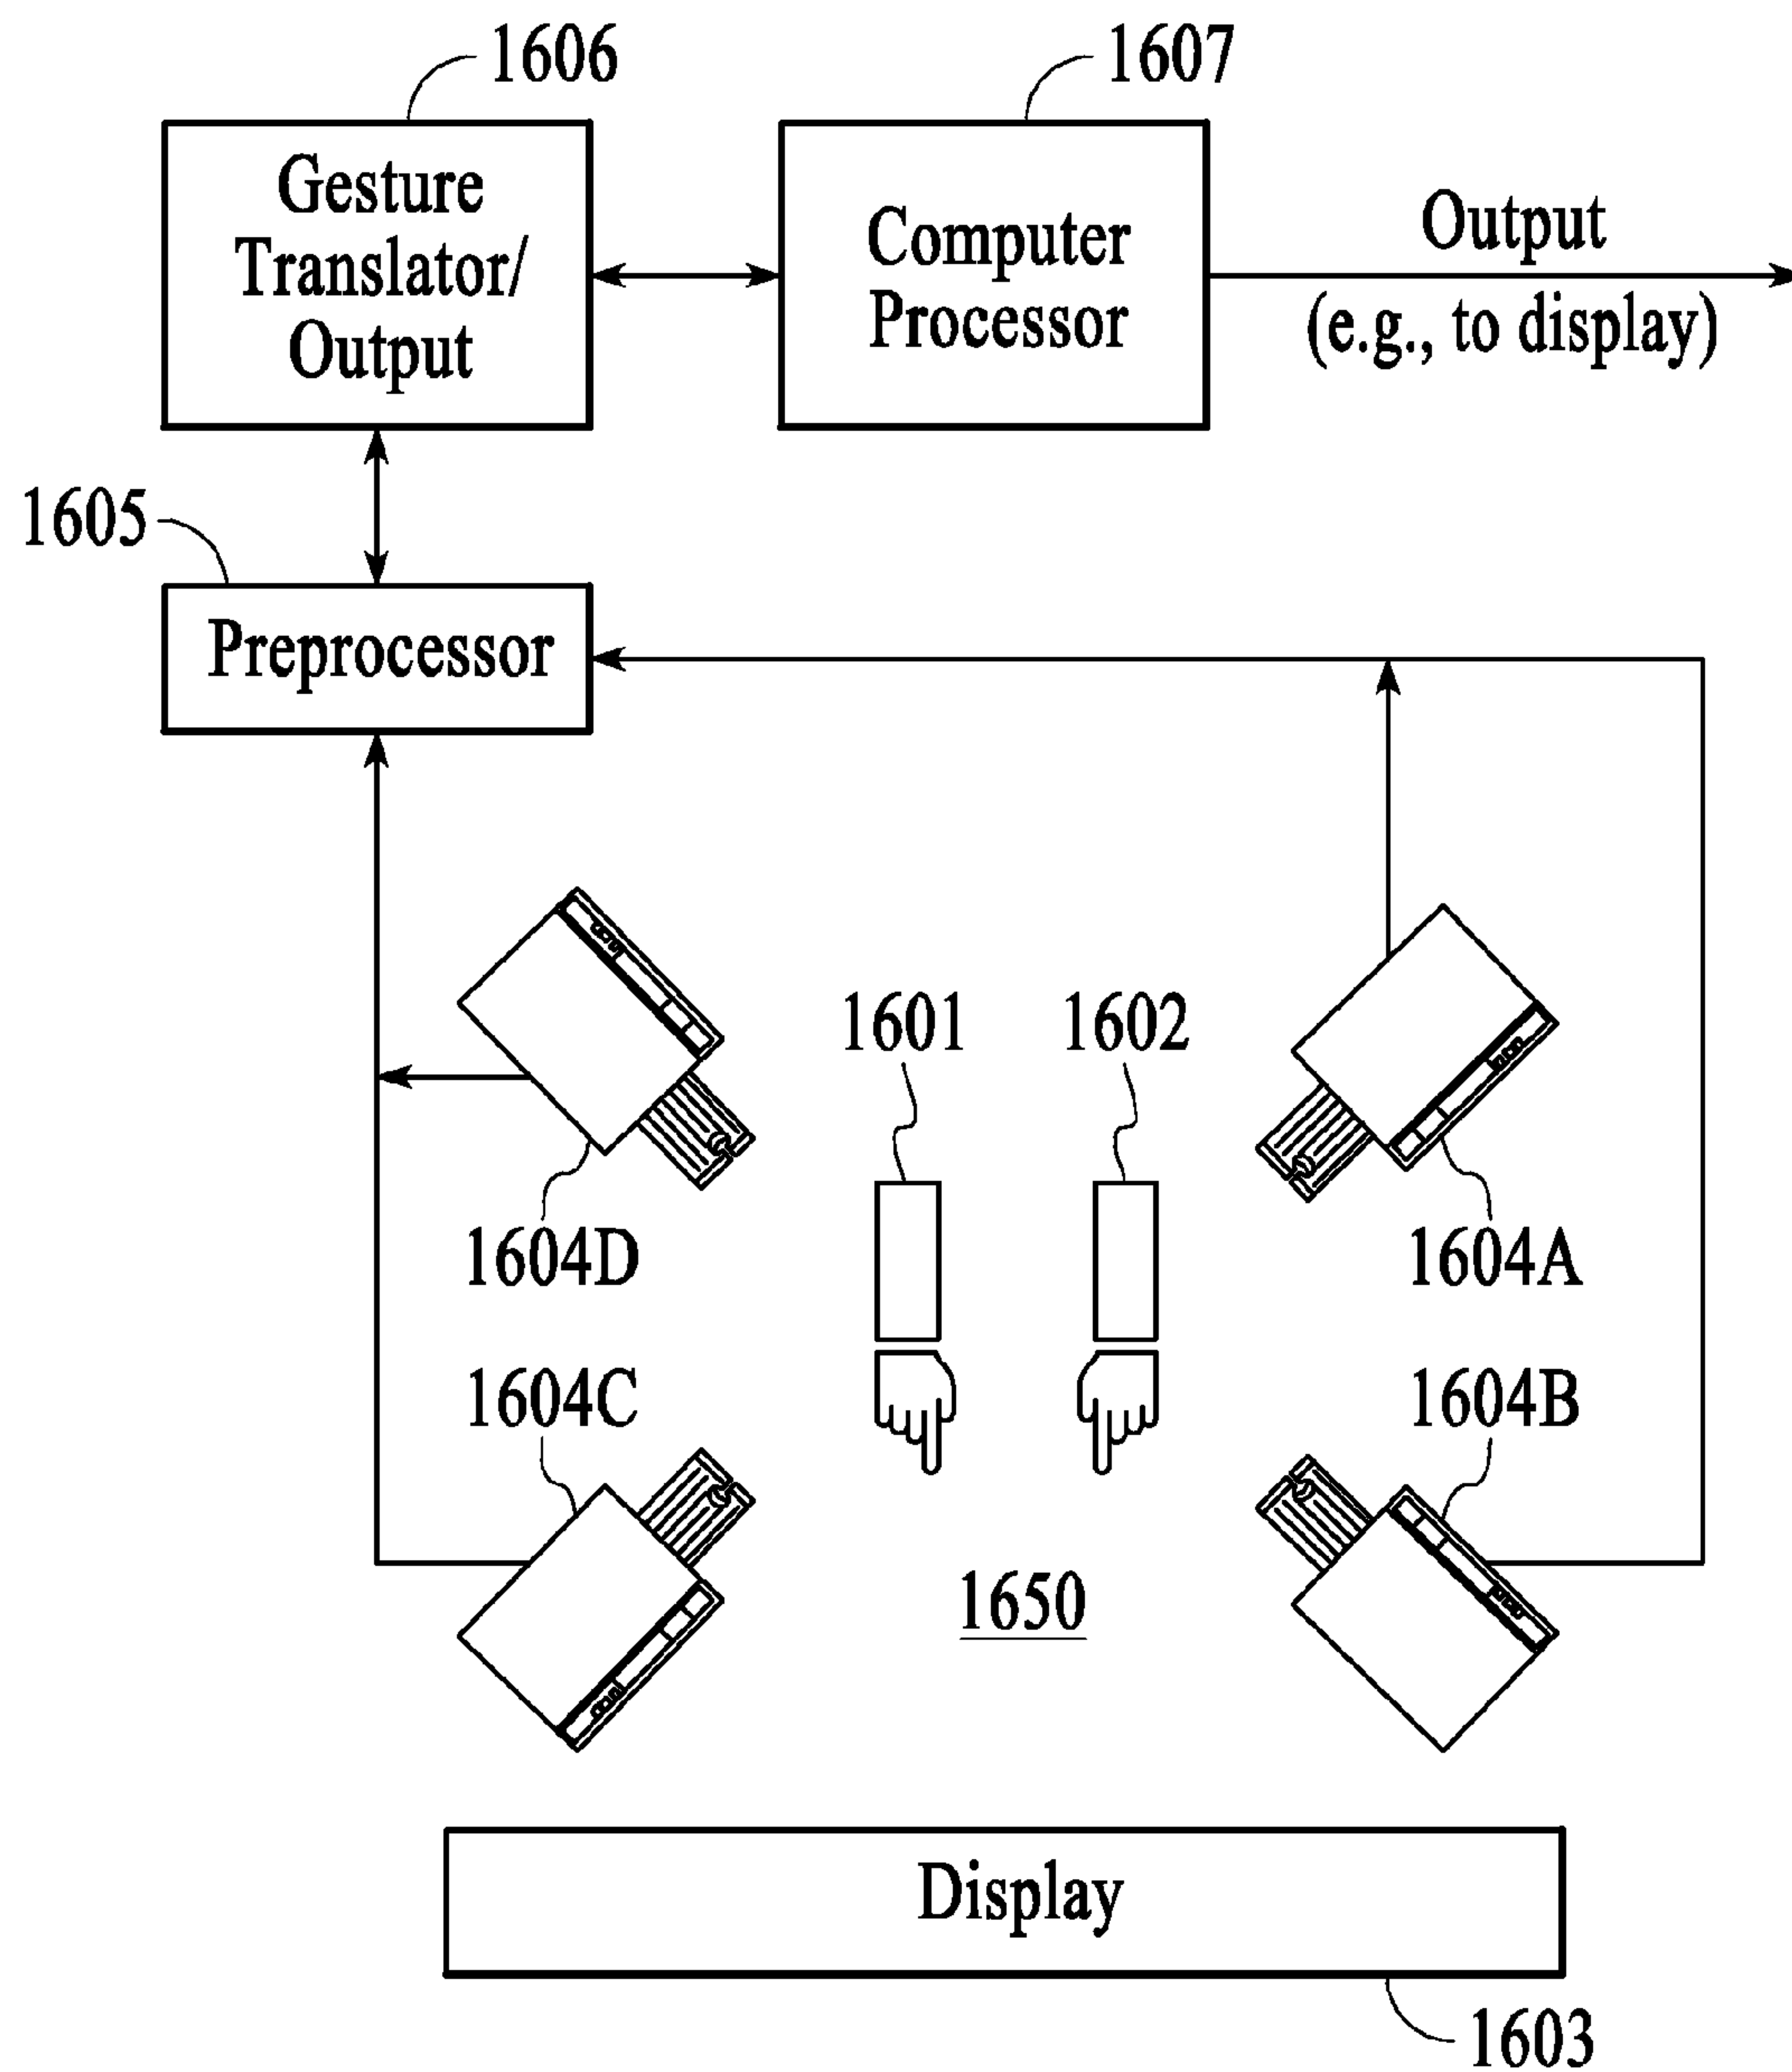 1606
1607
Gesture
Translator/
Output
Computer
Processor
Output
(e.g., to display)
1605
Preprocessor
1601
1602
1604D
1604A
1604C
1604B
1650
Display
1603